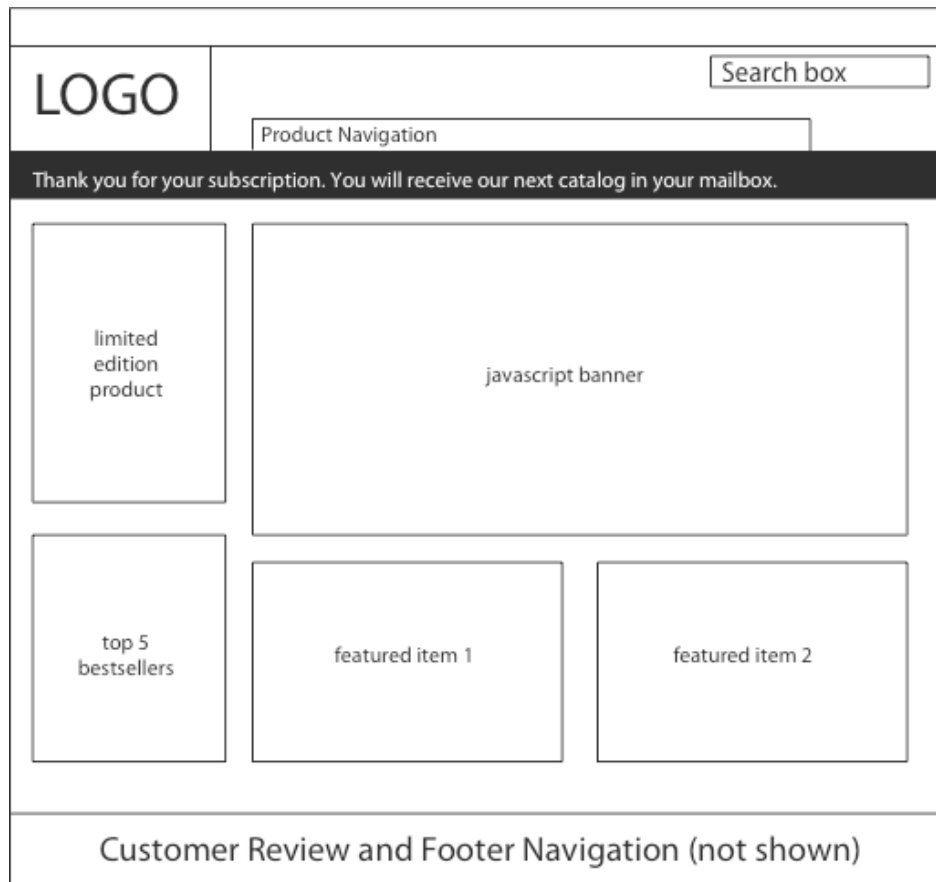 LOGO
Search box
Product Navigation
Thank you for your subscription. You will receive our next catalog in your mailbox.
limited
edition
product
javascript banner
top 5
bestsellers
featured item 1
featured item 2
Customer Review and Footer Navigation (not shown)